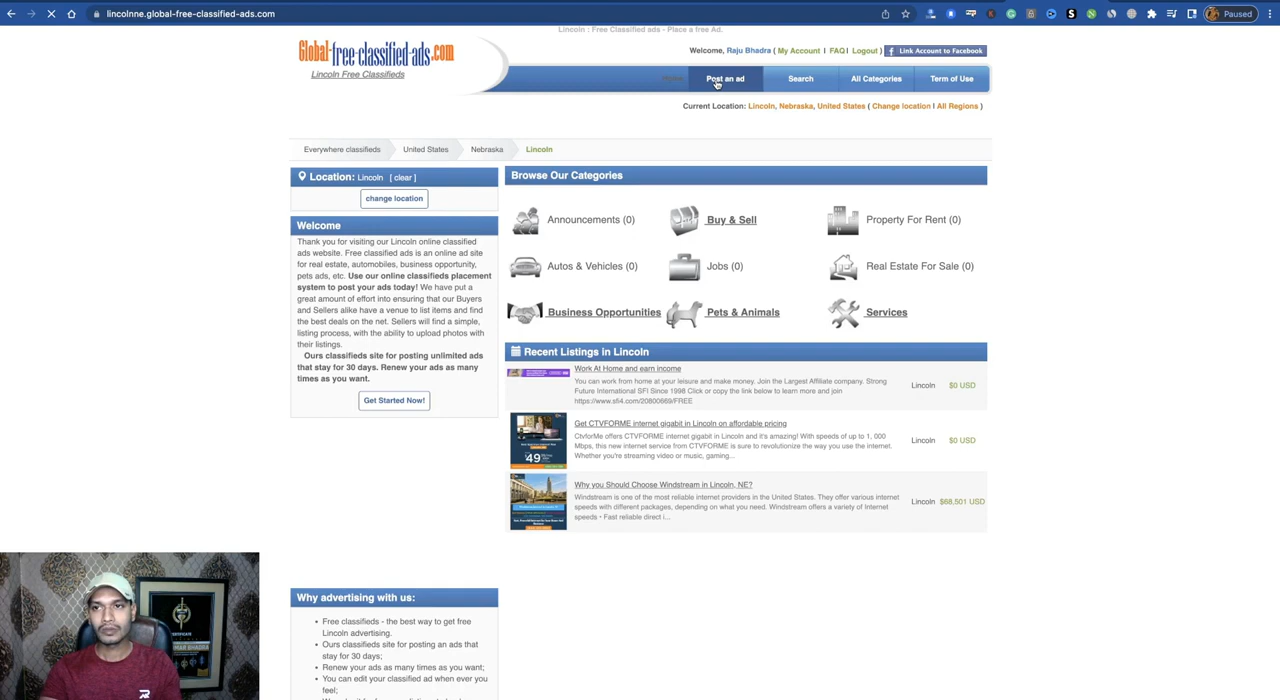 lincolnne.global-free-classified-ads.com
Paused
Lincoln : Free Classified ads - Place a free Ad.
Global-free-classified-ads.com
Lincoln Free Classifieds
Welcome, Raju Bhadra ( My Account | FAQ | Logout ) Link Account to Facebook
Home Post an ad Search All Categories Term of Use
Current Location: Lincoln, Nebraska, United States ( Change location | All Regions )
Everywhere classifieds United States Nebraska Lincoln
Location: Lincoln [ clear ]
change location
Welcome
Thank you for visiting our Lincoln online classified
ads website. Free classified ads is an online ad site
for real estate, automobiles, business opportunity,
pets ads, etc. Use our online classifieds placement
system to post your ads today! We have put a
great amount of effort into ensuring that our Buyers
and Sellers alike have a venue to list items and find
the best deals on the net. Sellers will find a simple,
listing process, with the ability to upload photos with
their listings.
Ours classifieds site for posting unlimited ads
that stay for 30 days. Renew your ads as many
times as you want.
Get Started Now!
Browse Our Categories
Announcements (0) Buy & Sell Property For Rent (0)
Autos & Vehicles (0) Jobs (0) Real Estate For Sale (0)
Business Opportunities Pets & Animals Services
Recent Listings in Lincoln
Work At Home and earn income
You can work from home at your leisure and make money. Join the Largest Affiliate company. Strong
Future International SFI Since 1998 Click or copy the link below to learn more and join
https://www.sfi4.com/20800669/FREE
Lincoln $0 USD
Get CTVFORME internet gigabit in Lincoln on affordable pricing
CtvforMe offers CTVFORME internet gigabit in Lincoln and it's amazing! With speeds of up to 1, 000
Mbps, this new internet service from CTVFORME is sure to revolutionize the way you use the internet.
Whether you're streaming video or music, gaming...
Lincoln $0 USD
49
Why you Should Choose Windstream in Lincoln, NE?
Windstream is one of the most reliable internet providers in the United States. They offer various internet
speeds with different packages, depending on what you need. Windstream offers a variety of Internet
speeds • Fast reliable direct i...
Lincoln $68,501 USD
Why advertising with us:
• Free classifieds - the best way to get free
Lincoln advertising.
• Ours classifieds site for posting an ads that
stay for 30 days;
• Renew your ads as many times as you want;
• You can edit your classified ad when ever you
feel;